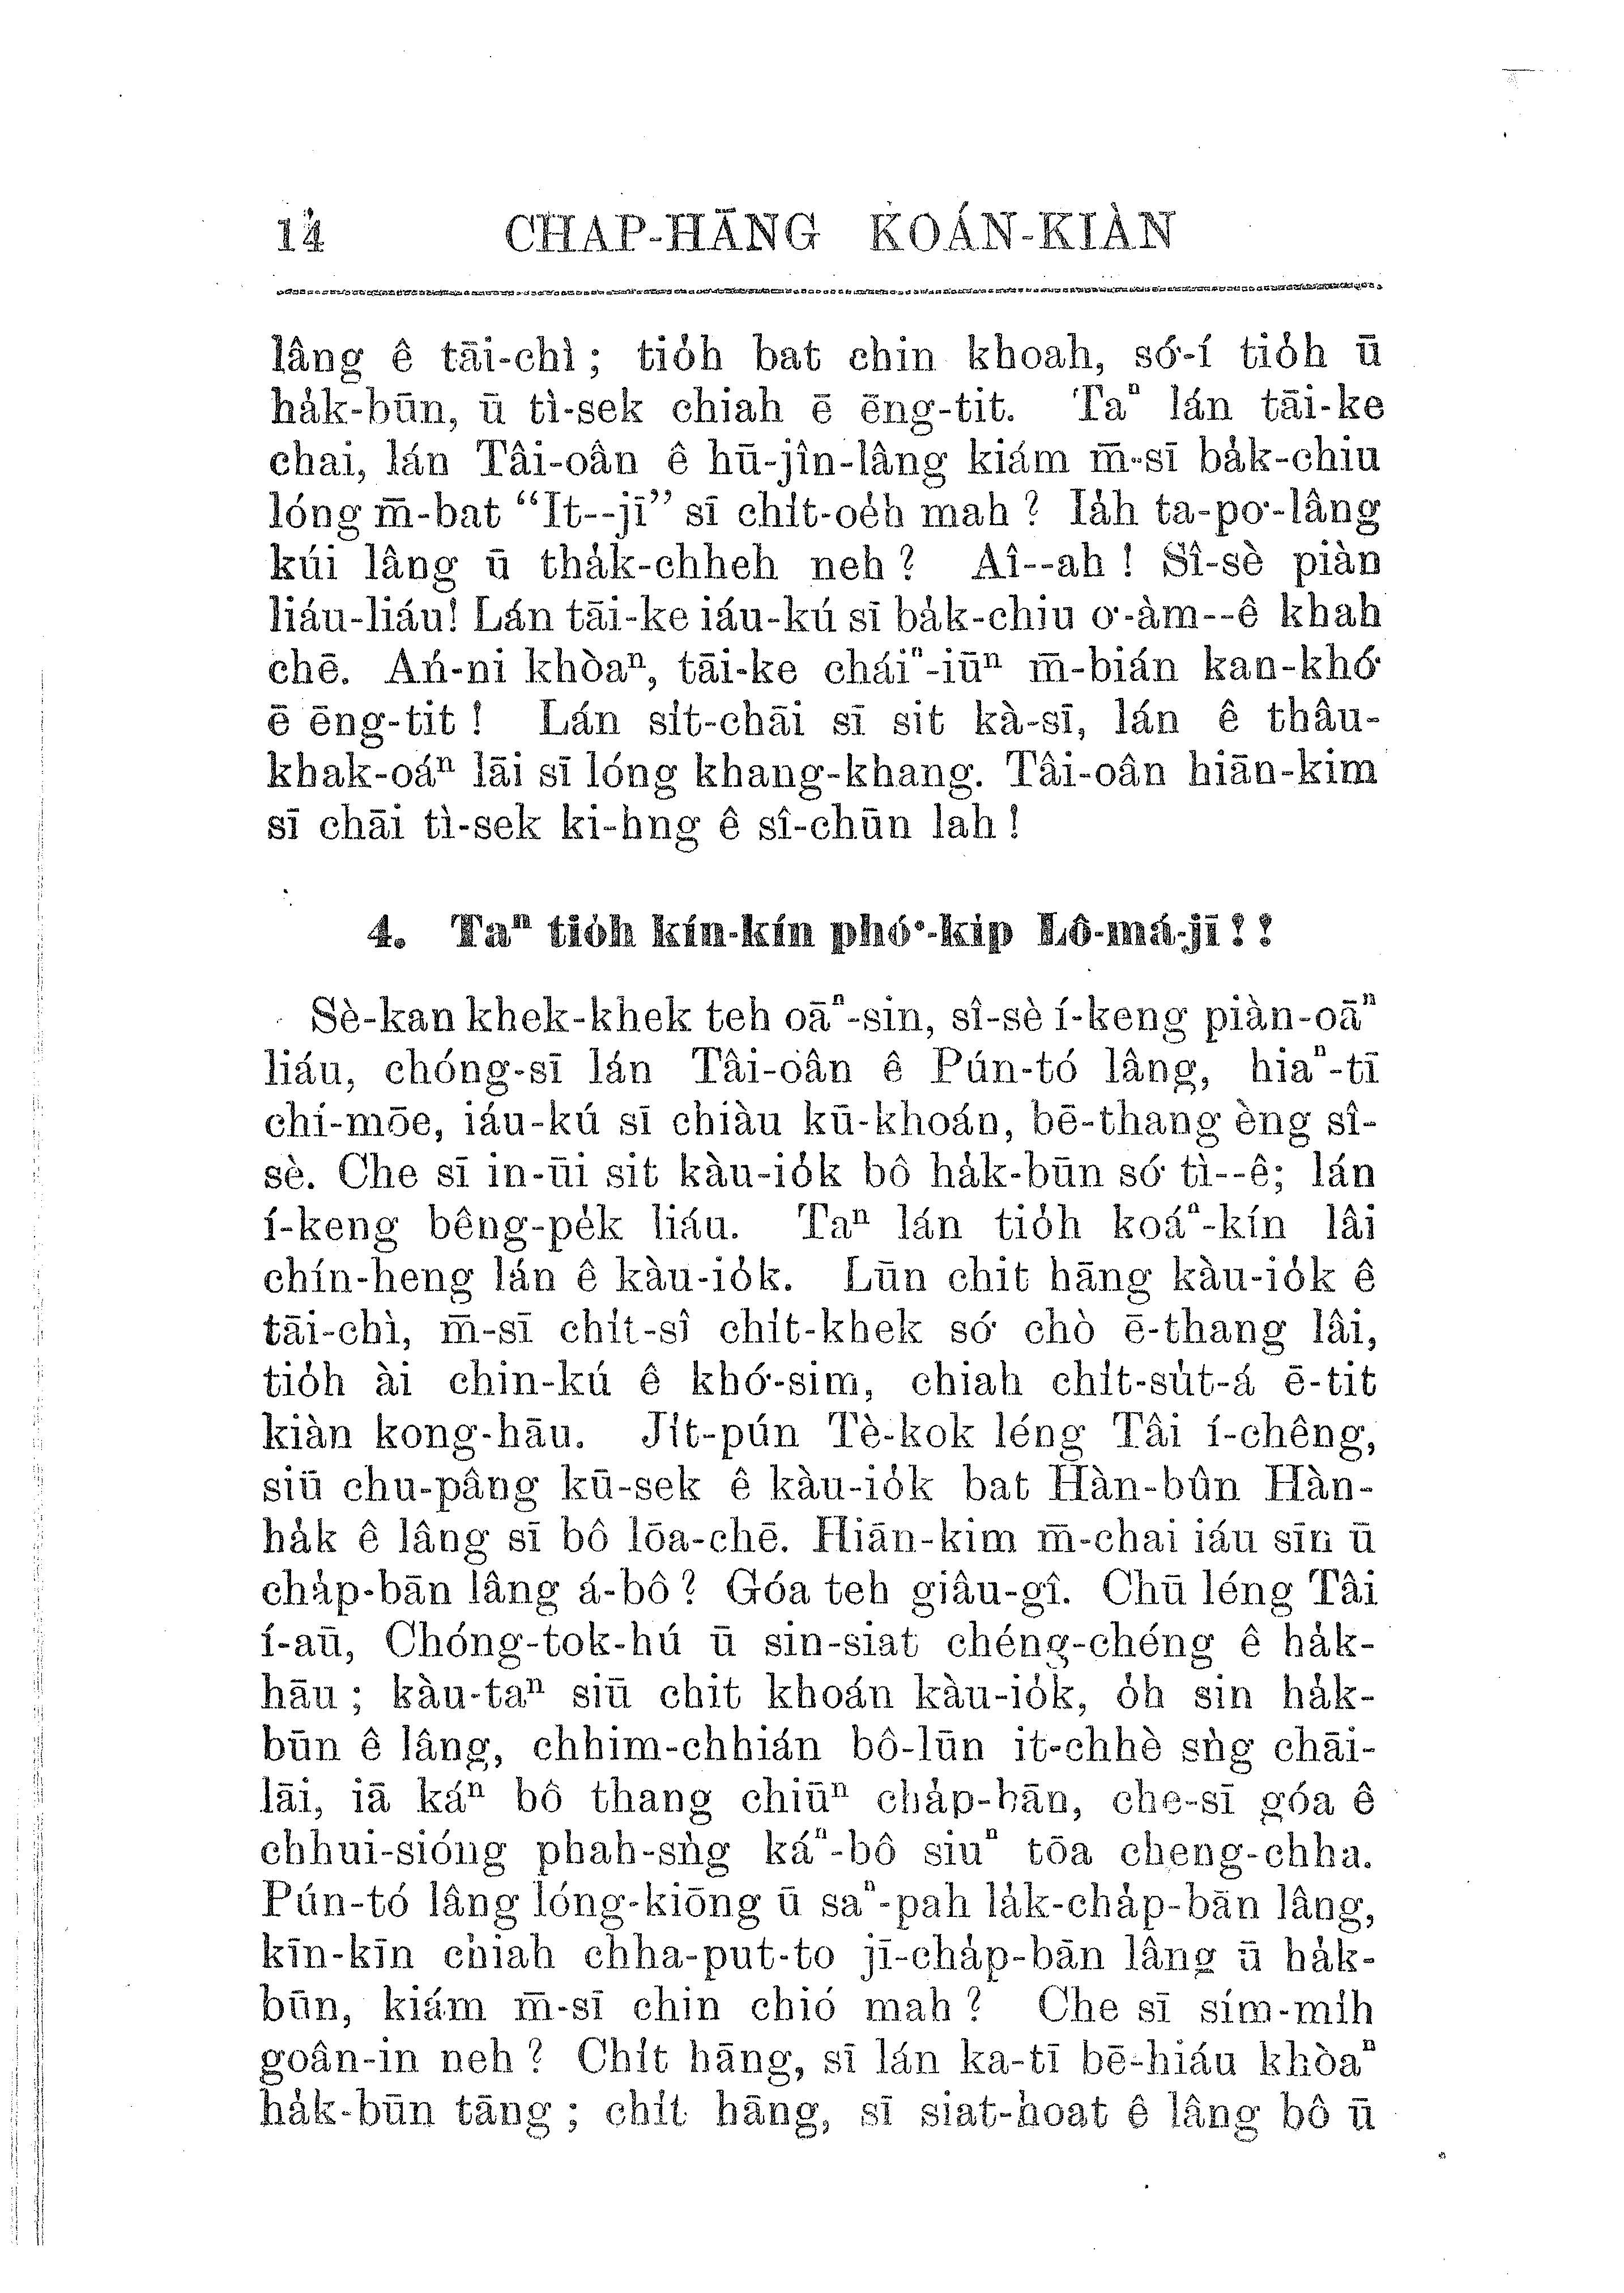 14 CHAP-HĀNG KOÁN-KIÀN
lâng ê tāi-chì; tio̍h bat chin khoah, só͘-í tio̍h ū
ha̍k-būn, ū tì-sek chiah ē ēng-tit. Taⁿ lán tāi-ke
chai, lán Tâi-oân ê hū-jîn-lâng kiám m̄-sī ba̍k-chiu
lóng m̄-bat “It--jī” sī chi̍t-oe̍h mah? Ia̍h ta-po͘-lâng
kúi lâng ū tha̍k-chheh neh? Aî--ah! Sî-sè piàn
liáu-liáu! Lán tāi-ke iáu-kú sī ba̍k-chiu o͘-àm--ê khah
chē. Ań-ni khòaⁿ, tāi-ke cháiⁿ-iūⁿ m̄-bián kan-khó͘
ē ēng-tit! Lán si̍t-chāi sī sit kà-sī, lán ê thâu-
khak-oáⁿ lāi sī lóng khang-khang. Tâi-oân hiān-kim
sī chāi tì-sek ki-hng ê sî-chūn lah!
4. Taⁿ tio̍h kín-kín phó͘-kip Lô-má-jī!!
Sè-kan khek-khek teh oāⁿ-sin, sî-sè í-keng piàn-oāⁿ
liáu, chóng-sī lán Tâi-oân ê Pún-tó lâng, hiaⁿ-tī
chí-mōe, iáu-kú sī chiàu kū-khoán, bē-thang èng sî-
sè. Che sī in-ūi sit kàu-io̍k bô ha̍k-būn só͘ tì--ê; lán
í-keng bêng-pe̍k liáu. Taⁿ lán tio̍h koáⁿ-kín lâi
chín-heng lán ê kàu-io̍k. Lūn chit hāng kàu-io̍k ê
tāi-chì, m̄-sī chi̍t-sî chi̍t-khek só͘ chò ē-thang lâi,
tio̍h ài chin-kú ê khó͘-sim, chiah chi̍t-su̍t-á ē-tit
kiàn kong-hāu. Ji̍t-pún Tè-kok léng Tâi í-chêng,
siū chu-pâng kū-sek ê kàu-io̍k bat Hàn-bûn Hàn-
ha̍k ê lâng sī bô lōa-chē. Hiān-kim m̄-chai iáu sīn ū
cha̍p-bān lâng á-bô? Góa teh giâu-gî. Chū léng Tâi
í-āu, Chóng-tok-hú ū sin-siat chéng-chéng ê ha̍k-
hāu; kàu-taⁿ siū chit khoán kàu-io̍k, o̍h sin ha̍k-
būn ê lâng, chhim-chhián bô-lūn it-chhè sǹg chāi-
lāi, iā káⁿ bô thang chiūⁿ cha̍p-bān, che-sī góa ê
chhui-sióng phah-sǹg káⁿ-bô siuⁿ tōa cheng-chha.
Pún-tó lâng lóng-kiōng ū saⁿ-pah la̍k-cha̍p-bān lâng,
kīn-kīn chiah chha-put-to jī-cha̍p-bān lâng ū ha̍k-
būn, kiám m̄-sī chin chió mah? Che sī sím-mih
goân-in neh? Chi̍t hāng, sī lán ka-tī bē-hiáu khòaⁿ
ha̍k-būn tāng; chi̍t hāng, sī siat-hoat ê lâng bô ū